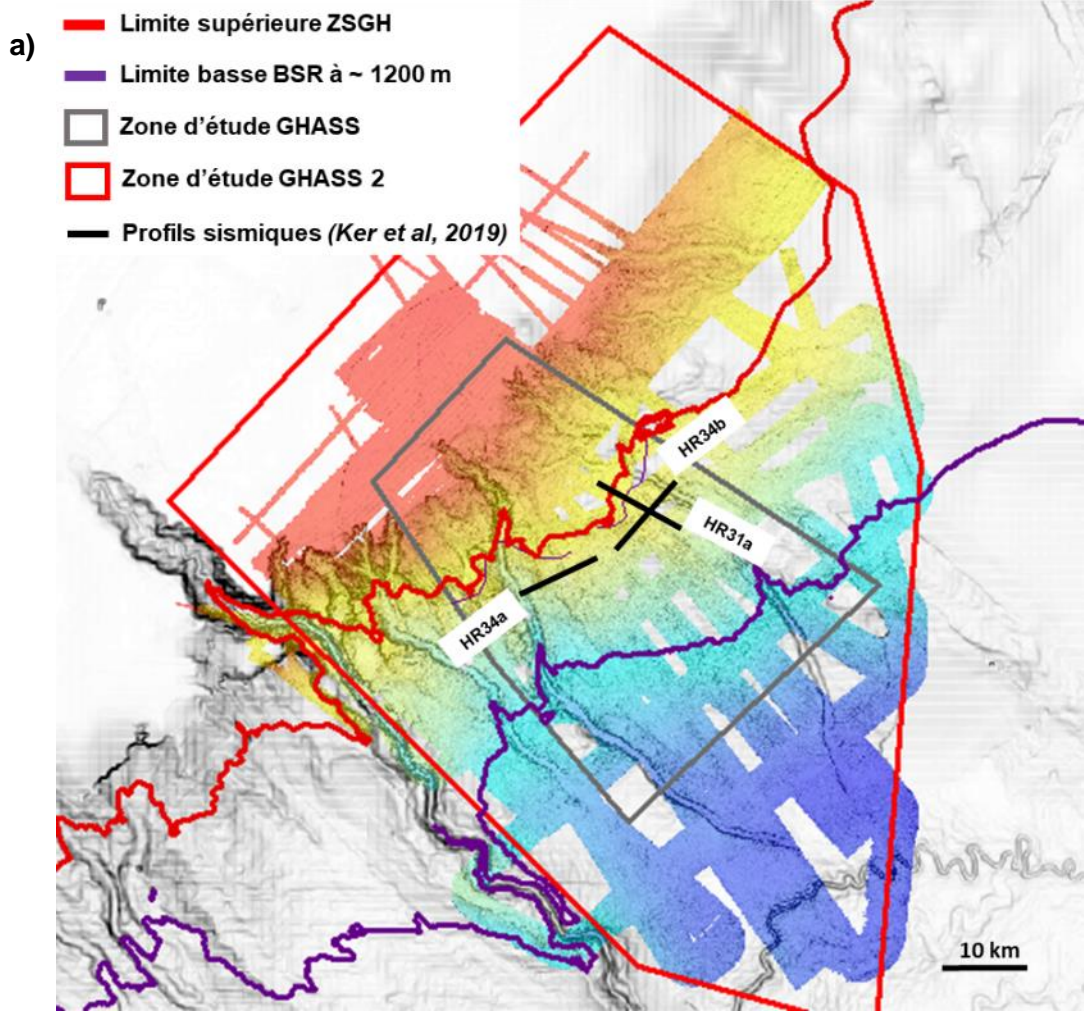 a)
Limite supérieure ZSGH
Limite basse BSR à ~ 1200 m
Zone d'étude GHASS
Zone d'étude GHASS 2
Profils sismiques (Ker et al, 2019)
HR34b
HR31a
HR34a
10 km